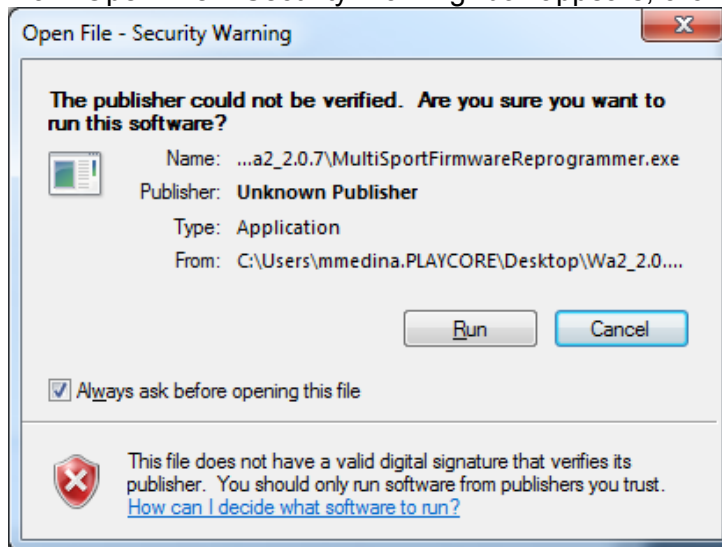 Open File - Security Warning
The publisher could not be verified.  Are you sure you want to
run this software?
Name: ...a2_2.0.7\MultiSportFirmwareReprogrammer.exe
Publisher: Unknown Publisher
Type: Application
From: C:\Users\mmedina.PLAYCORE\Desktop\Wa2_2.0....
Run Cancel
Always ask before opening this file
This file does not have a valid digital signature that verifies its
publisher.  You should only run software from publishers you trust.
How can I decide what software to run?